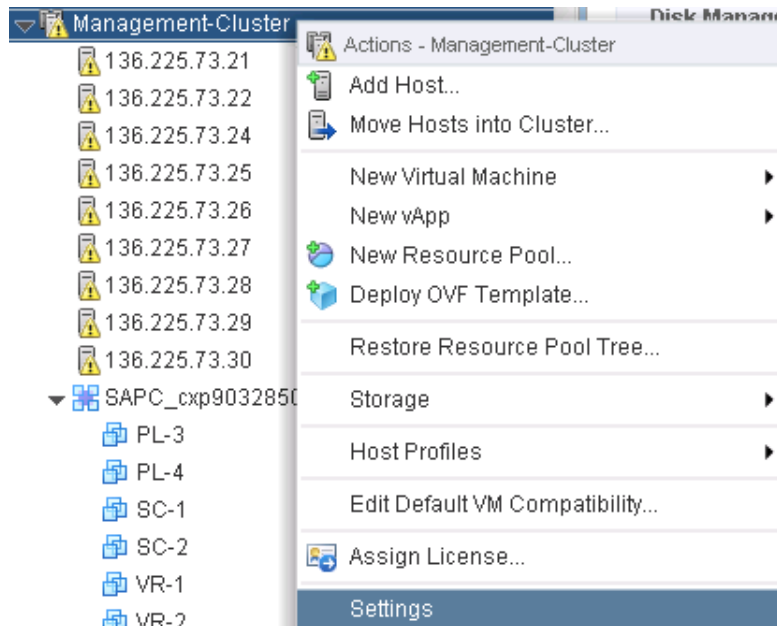 Management-Cluster
136.225.73.21
136.225.73.22
136.225.73.24
136.225.73.25
136.225.73.26
136.225.73.27
136.225.73.28
136.225.73.29
136.225.73.30
SAPC_cxp9032850
PL-3
PL-4
SC-1
SC-2
VR-1
VR-2
Disk Manag
Actions - Management-Cluster
Add Host...
Move Hosts into Cluster...
New Virtual Machine
New vApp
New Resource Pool...
Deploy OVF Template...
Restore Resource Pool Tree...
Storage
Host Profiles
Edit Default VM Compatibility...
Assign License...
Settings